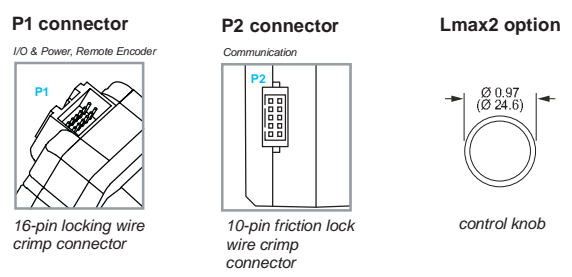 P1 connector
I/O & Power, Remote Encoder
P1
16-pin locking wire
crimp connector
P2 connector
Communication
P2
10-pin friction lock
wire crimp
connector
Lmax2 option
Ø 0.97
(Ø 24.6)
control knob